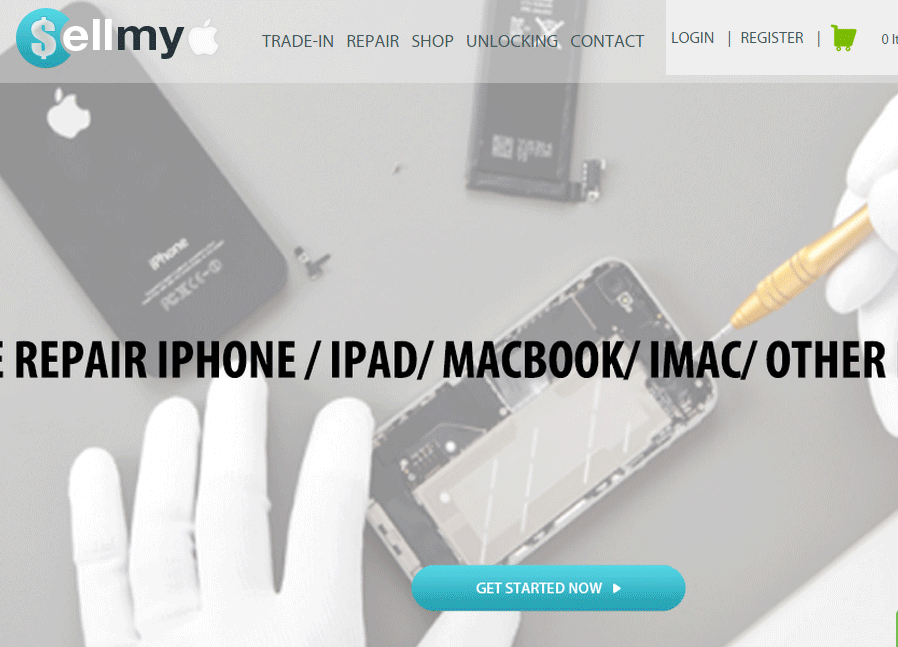 $ellmy
TRADE-IN REPAIR SHOP UNLOCKING CONTACT
LOGIN | REGISTER | 0 It
iPhone
E REPAIR IPHONE / IPAD/ MACBOOK/ IMAC/ OTHER
GET STARTED NOW